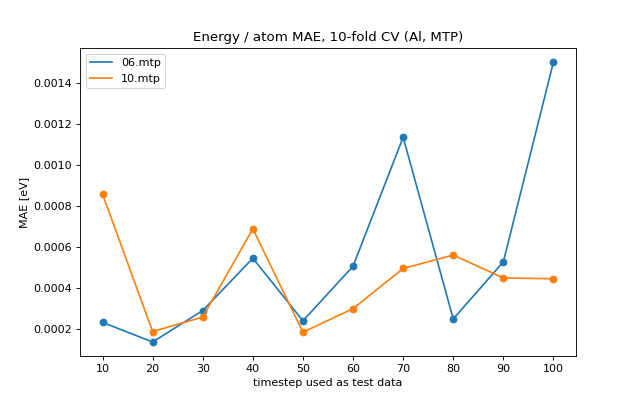 Energy / atom MAE, 10-fold CV (Al, MTP)
06.mtp
10.mtp
MAE [eV]
0.0014
0.0012
0.0010
0.0008
0.0006
0.0004
0.0002
10 20 30 40 50 60 70 80 90 100
timestep used as test data